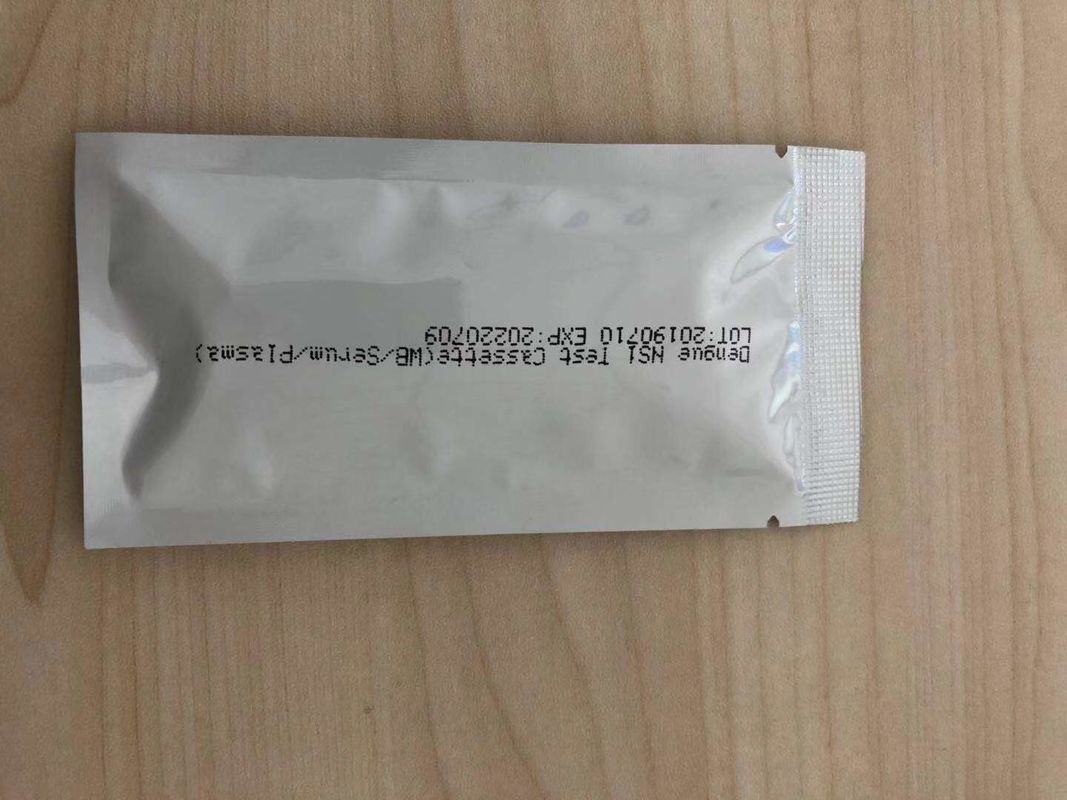 Dengue NS1 Test Cassette(WB/Serum/Plasma)
LOT:20190710 EXP:20220709